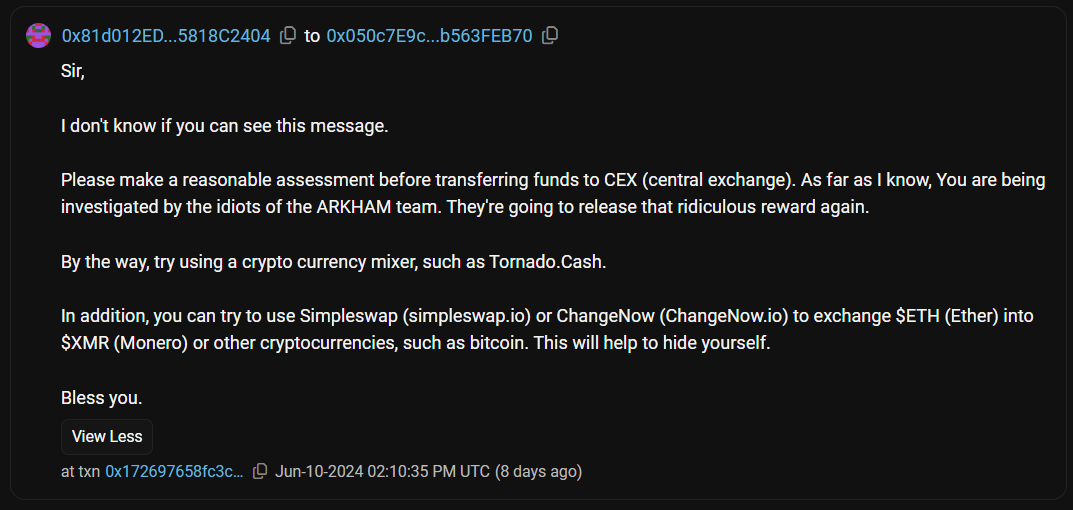 0x81d012ED...5818C2404 to 0x050c7E9c...b563FEB70
Sir,
I don't know if you can see this message.
Please make a reasonable assessment before transferring funds to CEX (central exchange). As far as I know, You are being
investigated by the idiots of the ARKHAM team. They're going to release that ridiculous reward again.
By the way, try using a crypto currency mixer, such as Tornado.Cash.
In addition, you can try to use Simpleswap (simpleswap.io) or ChangeNow (ChangeNow.io) to exchange $ETH (Ether) into
$XMR (Monero) or other cryptocurrencies, such as bitcoin. This will help to hide yourself.
Bless you.
View Less
at txn 0x172697658fc3c... Jun-10-2024 02:10:35 PM UTC (8 days ago)